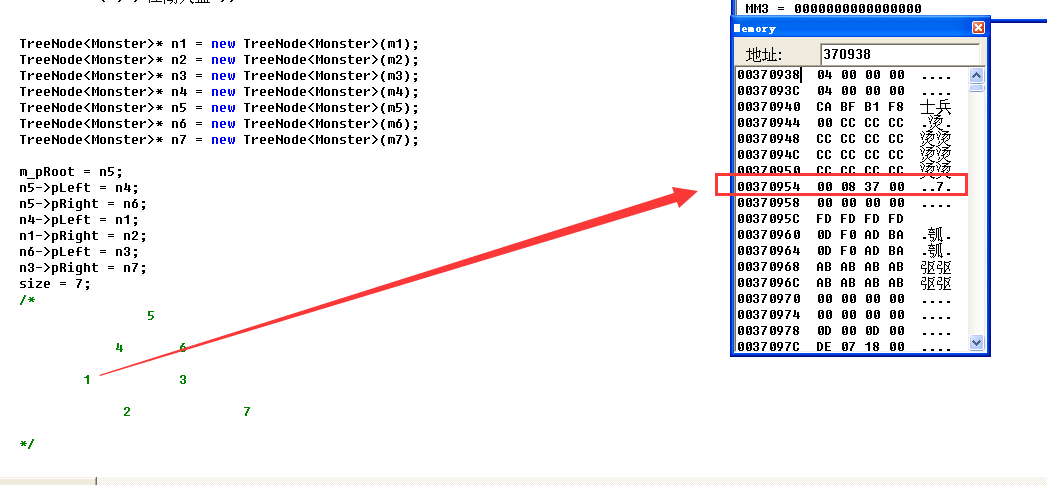 TreeNode<Monster>* n1 = new TreeNode<Monster>(m1);
TreeNode<Monster>* n2 = new TreeNode<Monster>(m2);
TreeNode<Monster>* n3 = new TreeNode<Monster>(m3);
TreeNode<Monster>* n4 = new TreeNode<Monster>(m4);
TreeNode<Monster>* n5 = new TreeNode<Monster>(m5);
TreeNode<Monster>* n6 = new TreeNode<Monster>(m6);
TreeNode<Monster>* n7 = new TreeNode<Monster>(m7);
m_pRoot = n5;
n5->pLeft = n4;
n5->pRight = n6;
n4->pLeft = n1;
n1->pRight = n2;
n6->pLeft = n3;
n3->pRight = n7;
size = 7;
/*
5
4 6
1 3
2 7
*/
MM3 = 0000000000000000
Memory
地址: 370938
00370938 04 00 00 00 ....
0037093C 04 00 00 00 ....
00370940 CA BF B1 F8 士兵
00370944 00 CC CC CC .烫.
00370948 CC CC CC CC 烫烫
0037094C CC CC CC CC 烫烫
00370950 CC CC CC CC 烫烫
00370954 00 08 37 00 ..7.
00370958 00 00 00 00 ....
0037095C FD FD FD FD
00370960 0D F0 AD BA .瓠.
00370964 0D F0 AD BA .瓠.
00370968 AB AB AB AB
0037096C AB AB AB AB
00370970 00 00 00 00 ....
00370974 00 00 00 00 ....
00370978 0D 00 0D 00 ....
0037097C DE 07 18 00 ....